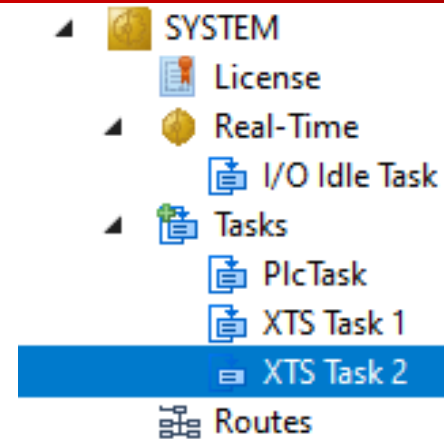 SYSTEM
License
Real-Time
I/O Idle Task
Tasks
PlcTask
XTS Task 1
XTS Task 2
Routes